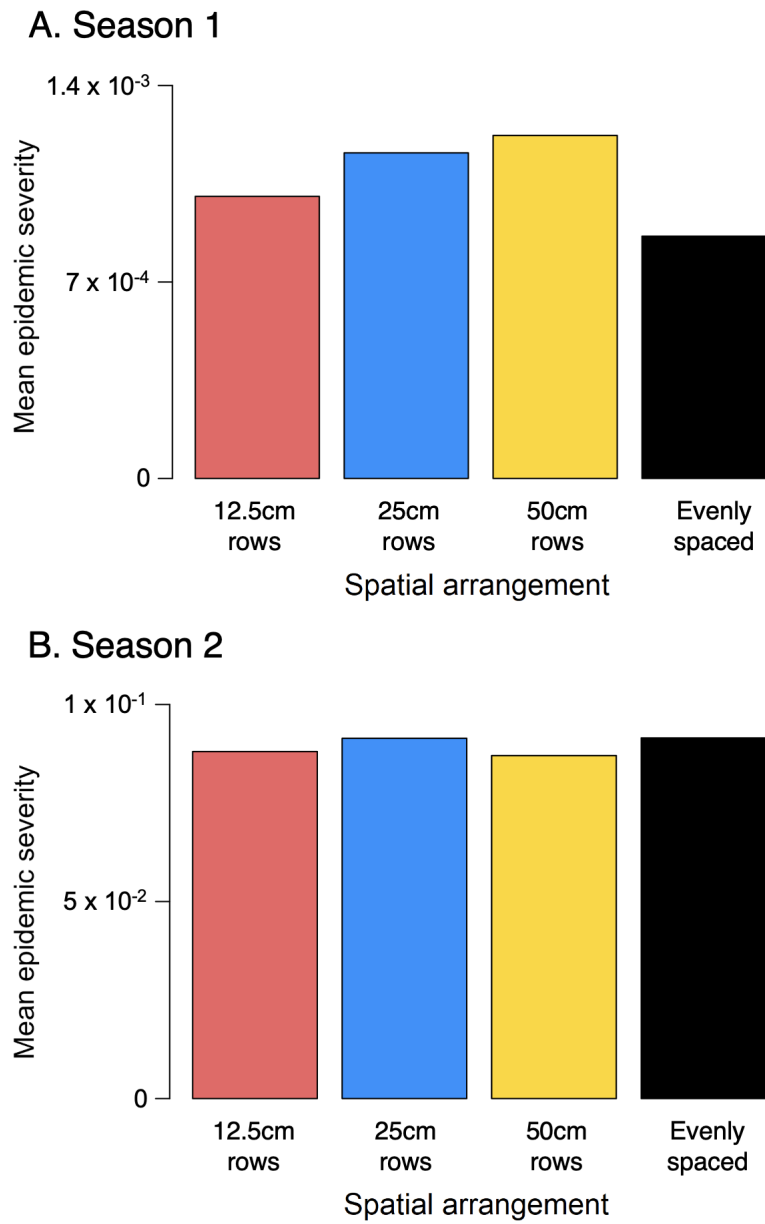 A. Season 1
Mean epidemic severity
1.4 x 10⁻³
7 x 10⁻⁴
0
12.5cm rows
25cm rows
50cm rows
Evenly spaced
Spatial arrangement
B. Season 2
Mean epidemic severity
1 x 10⁻¹
5 x 10⁻²
0
12.5cm rows
25cm rows
50cm rows
Evenly spaced
Spatial arrangement